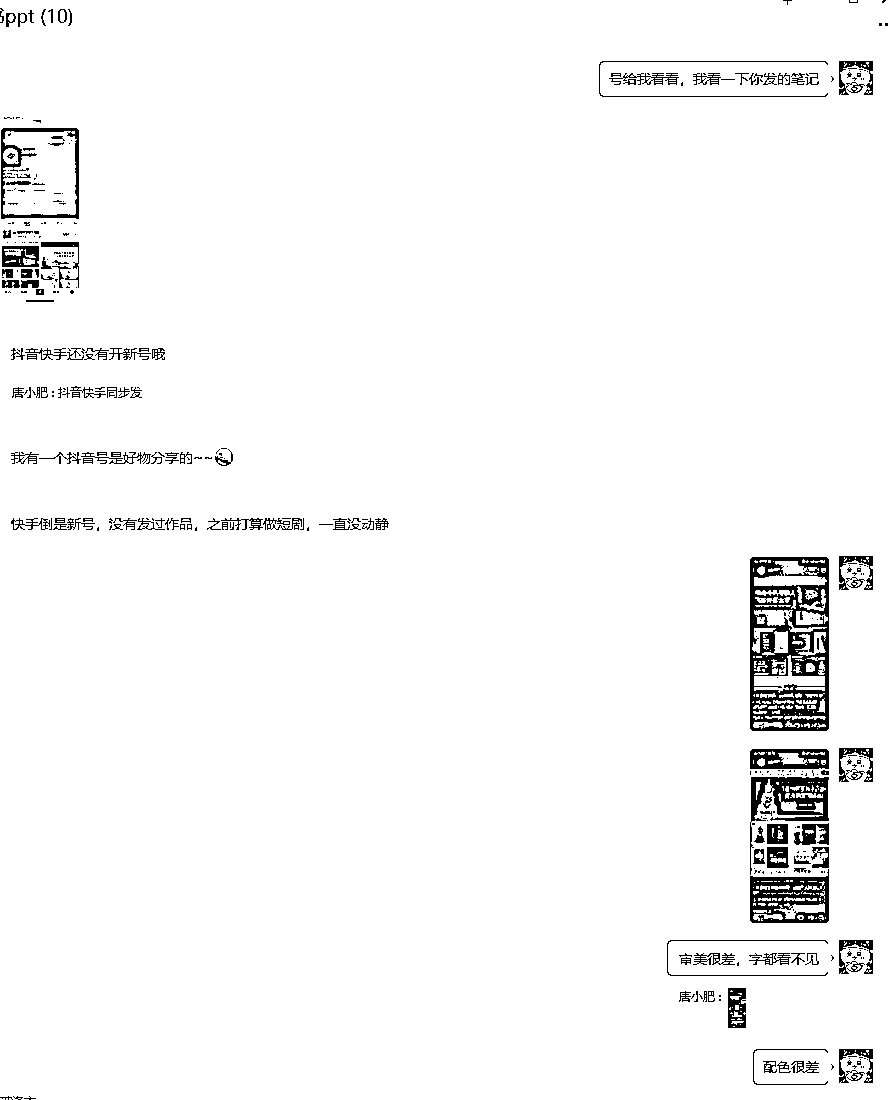 ppt (10)
号给我看看，我看一下你发的笔记
抖音快手还没有开新号哦
唐小肥：抖音快手同步发
我有一个抖音号是好物分享的~~
快手倒是新号，没有发过作品，之前打算做短剧，一直没动静
审美很差，字都看不见
唐小肥：
配色很差